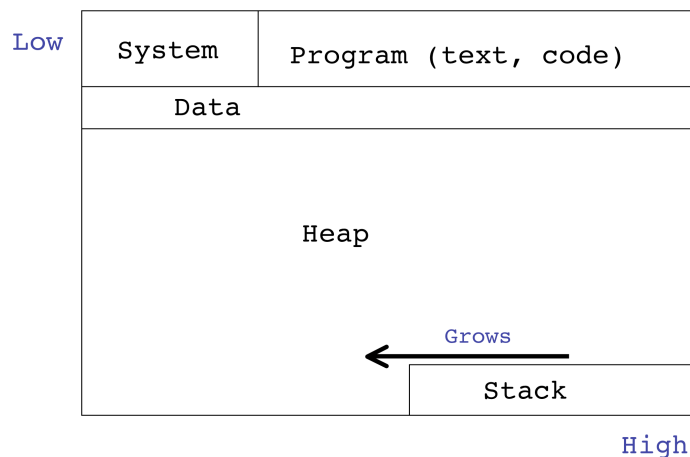 Low
System
Program (text, code)
Data
Heap
Grows
Stack
High